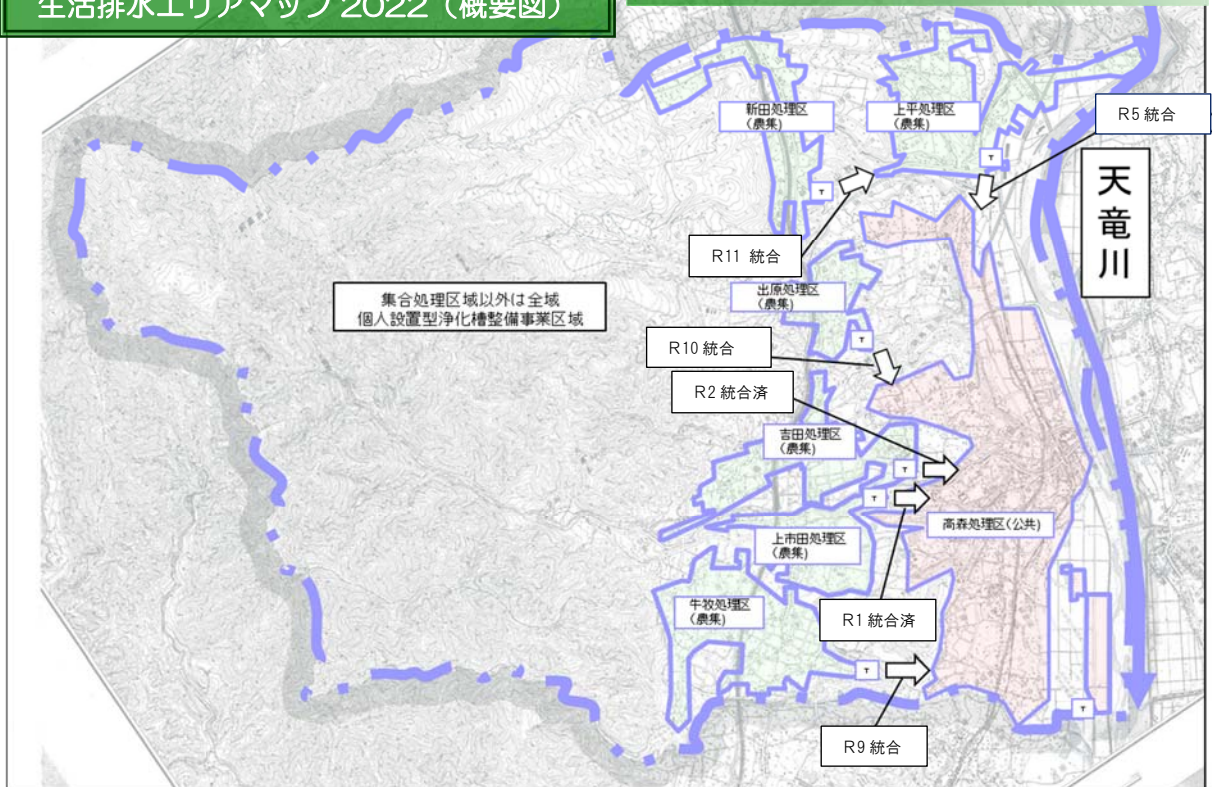 生活排水エリアマップ2022（概要図）
新田処理区
（農集）
上平処理区
（農集）
R5 統合
T
T
天竜川
R11 統合
出原処理区
（農集）
集合処理区域以外は全域
個人設置型浄化槽整備事業区域
T
R10 統合
R2 統合済
吉田処理区
（農集）
T
T
高森処理区（公共）
上市田処理区
（農集）
牛牧処理区
（農集）
R1 統合済
T
T
R9 統合